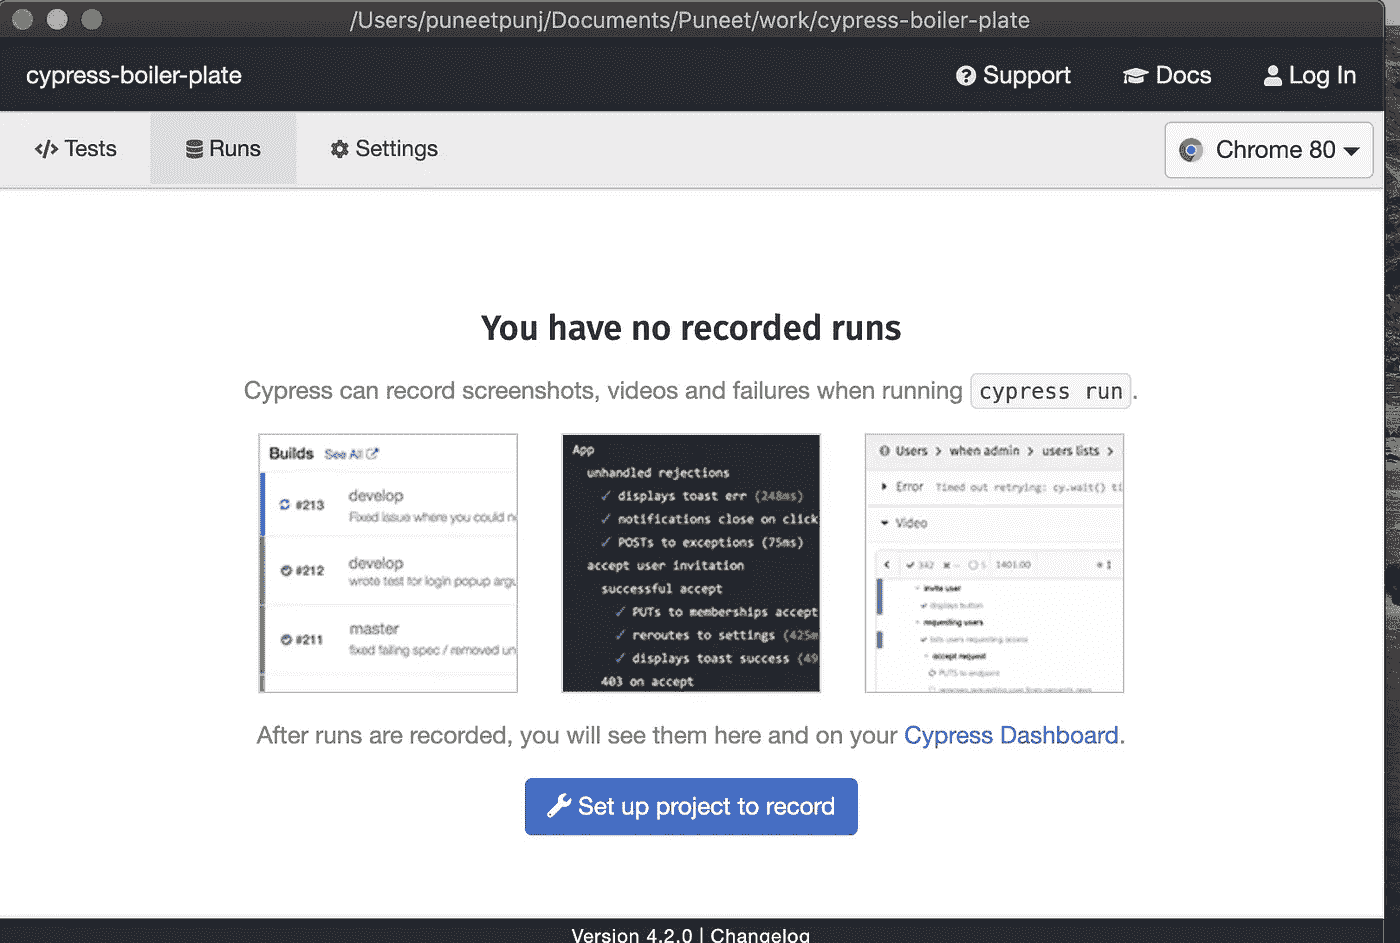 /Users/puneetpunj/Documents/Puneet/work/cypress-boiler-plate
cypress-boiler-plate
Support
Docs
Log In
Tests
Runs
Settings
Chrome 80
You have no recorded runs
Cypress can record screenshots, videos and failures when running cypress run.
Builds See All
#213 develop
Fixed issue where you could
#212 develop
wrote test for login popup
#211 master
fixed failing spec / removed
App
unhandled rejections
✓ displays toast err (248ms)
✓ notifications close on click
✓ POSTs to exceptions (75ms)
accept user invitation
successful accept
✓ PUTs to memberships accept
✓ reroutes to settings (425m
✓ displays toast success (49
403 on accept
Users > when admin > users lists >
Error Timed out retrying: cy.wait() ti
Video
342 5 1401.00
invite user
displays button
requesting users
lists users requesting access
accept request
PUTS to endpoint
After runs are recorded, you will see them here and on your Cypress Dashboard.
Set up project to record
Version 4.2.0 | Changelog